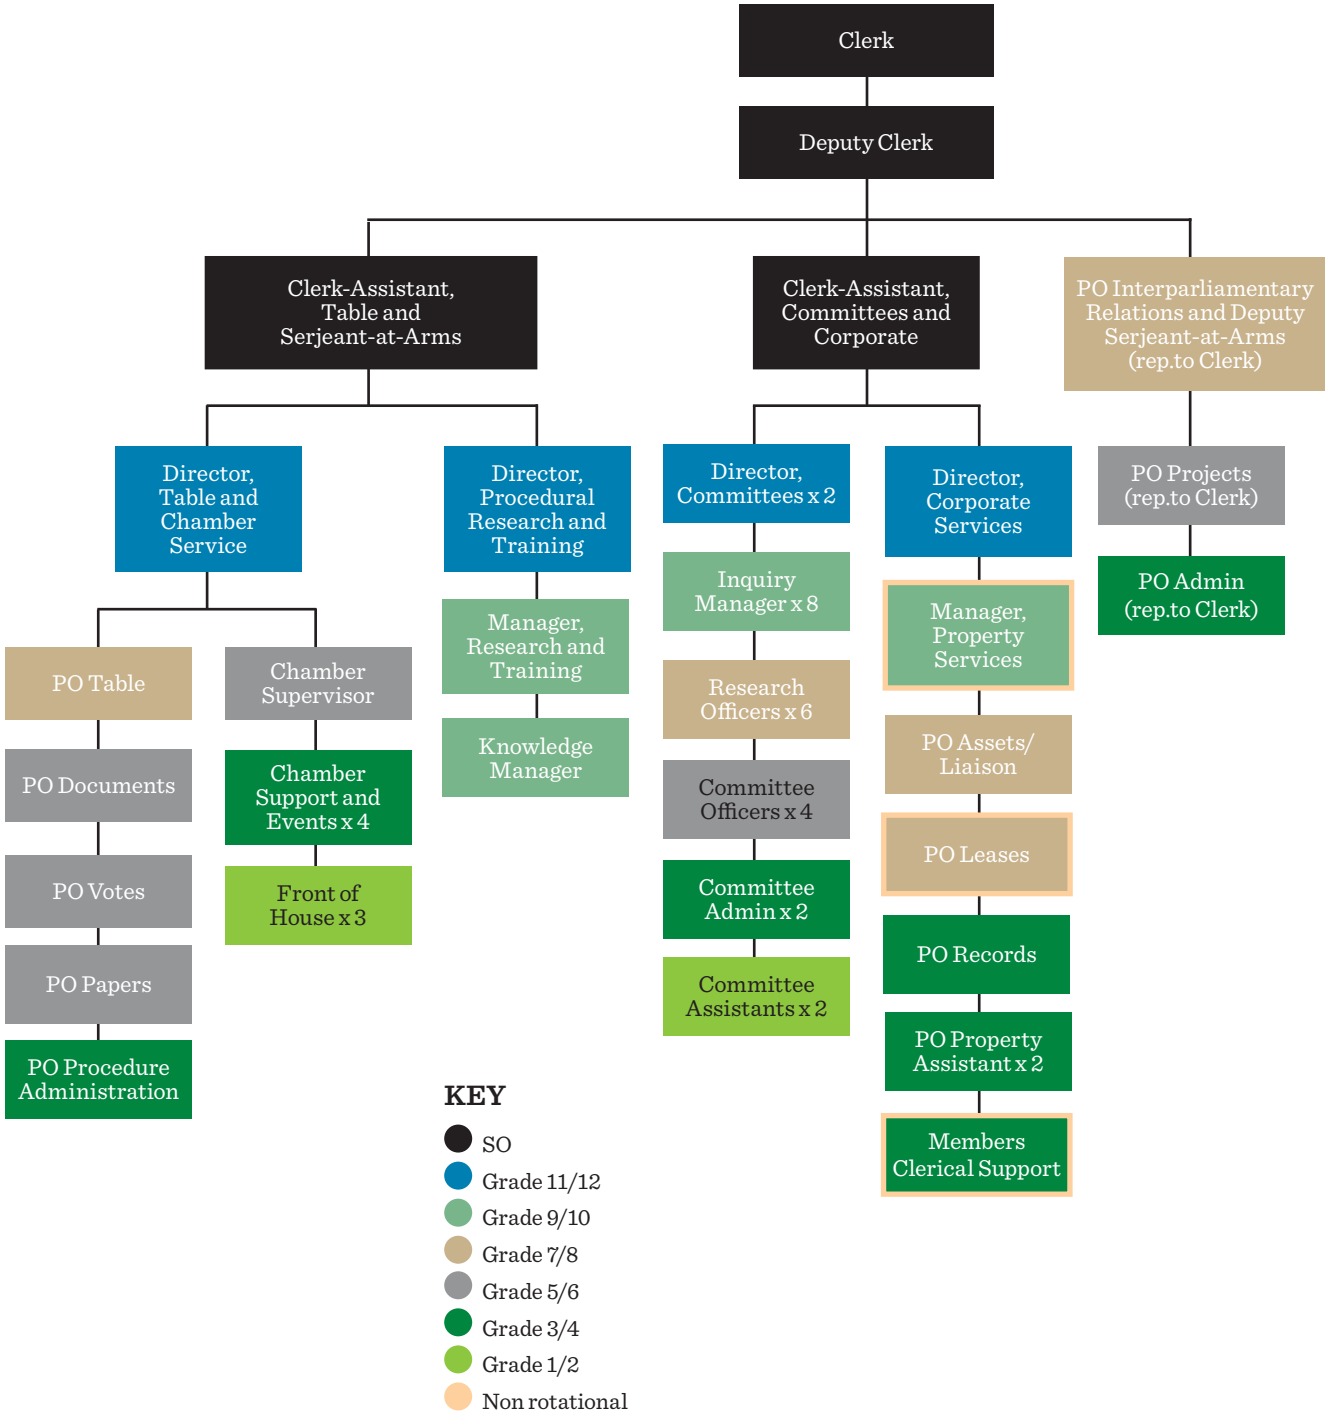 Clerk
Deputy Clerk
Clerk-Assistant,
Table and
Serjeant-at-Arms
Clerk-Assistant,
Committees and
Corporate
PO Interparliamentary
Relations and Deputy
Serjeant-at-Arms
(rep.to Clerk)
Director,
Table and
Chamber
Service
Director,
Procedural
Research and
Training
Director,
Committees x 2
Director,
Corporate
Services
PO Projects
(rep.to Clerk)
PO Admin
(rep.to Clerk)
PO Table
PO Documents
PO Votes
PO Papers
PO Procedure
Administration
Chamber
Supervisor
Chamber
Support and
Events x 4
Front of
House x 3
Manager,
Research and
Training
Knowledge
Manager
Inquiry
Manager x 8
Research
Officers x 6
Committee
Officers x 4
Committee
Admin x 2
Committee
Assistants x 2
Manager,
Property
Services
PO Assets/
Liaison
PO Leases
PO Records
PO Property
Assistant x 2
Members
Clerical Support
KEY
SO
Grade 11/12
Grade 9/10
Grade 7/8
Grade 5/6
Grade 3/4
Grade 1/2
Non rotational